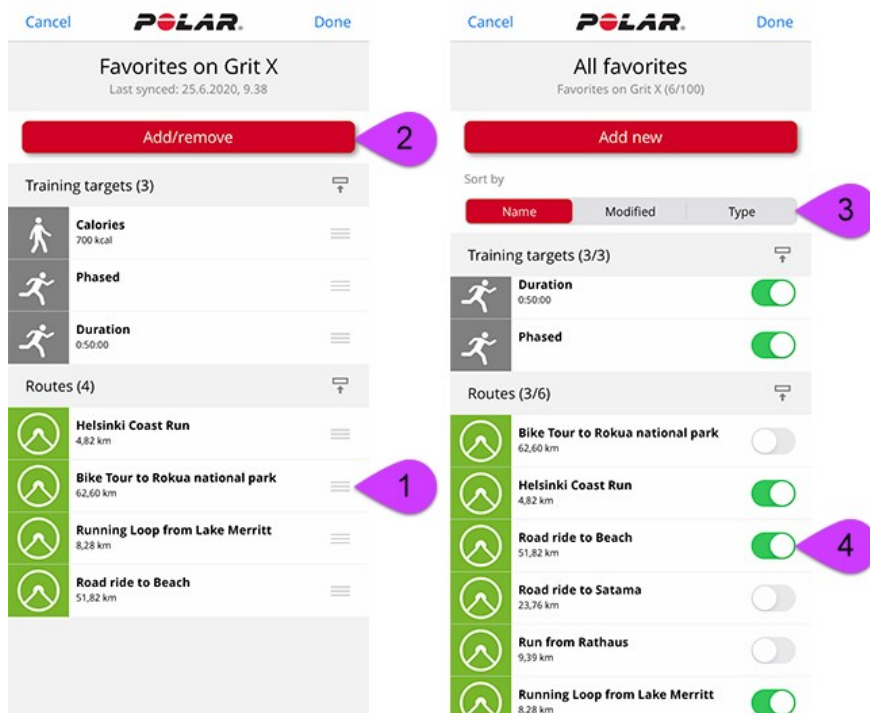 Cancel
POLAR.
Done
Favorites on Grit X
Last synced: 25.6.2020, 9.38
Add/remove
2
Training targets (3)
Calories
700 kcal
Phased
Duration
0:50:00
Routes (4)
Helsinki Coast Run
4,82 km
Bike Tour to Rokua national park
62,60 km
1
Running Loop from Lake Merritt
8,28 km
Road ride to Beach
51,82 km
Cancel
POLAR.
Done
All favorites
Favorites on Grit X (6/100)
Add new
Sort by
Name Modified Type
3
Training targets (3/3)
Duration
0:50:00
Phased
Routes (3/6)
Bike Tour to Rokua national park
62,60 km
Helsinki Coast Run
4,82 km
Road ride to Beach
51,82 km
4
Road ride to Satama
23,76 km
Run from Rathaus
9,39 km
Running Loop from Lake Merritt
8,28 km